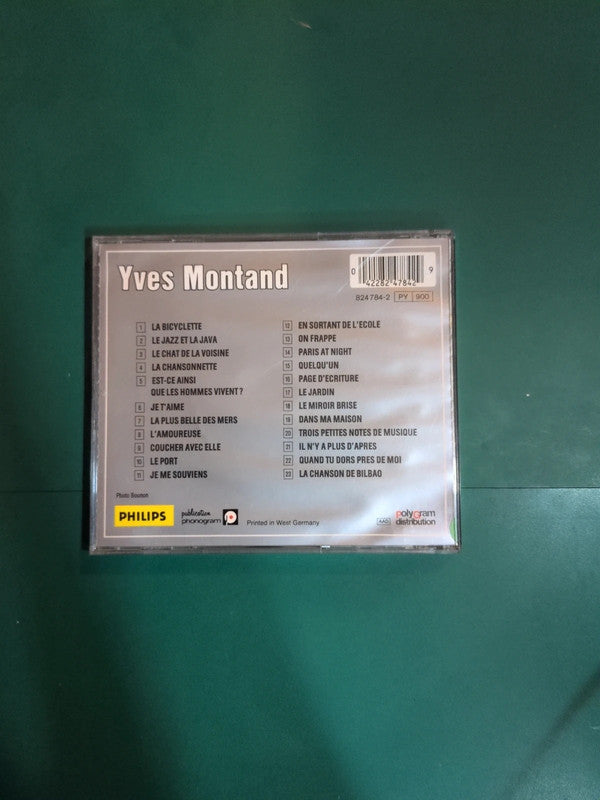 Yves Montand
0 42282 47842 9
824 784-2 PY 900
1 LA BICYCLETTE
2 LE JAZZ ET LA JAVA
3 LE CHAT DE LA VOISINE
4 LA CHANSONNETTE
5 EST-CE AINSI
QUE LES HOMMES VIVENT?
6 JE T'AIME
7 LA PLUS BELLE DES MERS
8 L'AMOUREUSE
9 COUCHER AVEC ELLE
10 LE PORT
11 JE ME SOUVIENS
12 EN SORTANT DE L'ECOLE
13 ON FRAPPE
14 PARIS AT NIGHT
15 QUELQU'UN
16 PAGE D'ECRITURE
17 LE JARDIN
18 LE MIROIR BRISE
19 DANS MA MAISON
20 TROIS PETITES NOTES DE MUSIQUE
21 IL N'Y A PLUS D'APRES
22 QUAND TU DORS PRES DE MOI
23 LA CHANSON DE BILBAO
Photo Bouchon
PHILIPS
publication
phonogram
Printed in West Germany
AAD
polygram
distribution